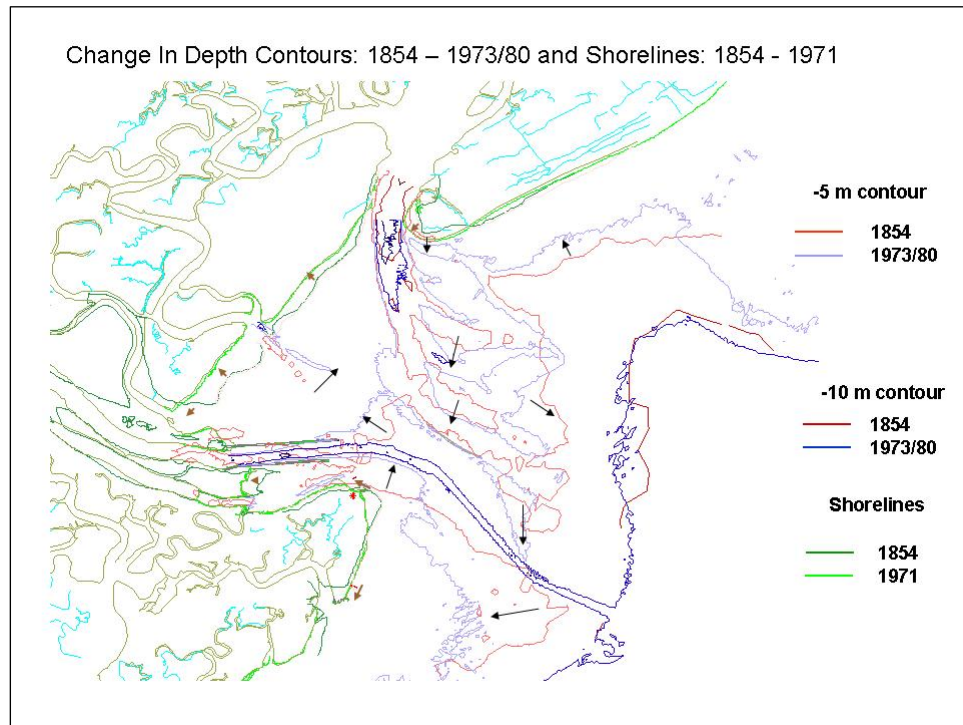 Change In Depth Contours: 1854 – 1973/80 and Shorelines: 1854 - 1971
-5 m contour
1854
1973/80
-10 m contour
1854
1973/80
Shorelines
1854
1971